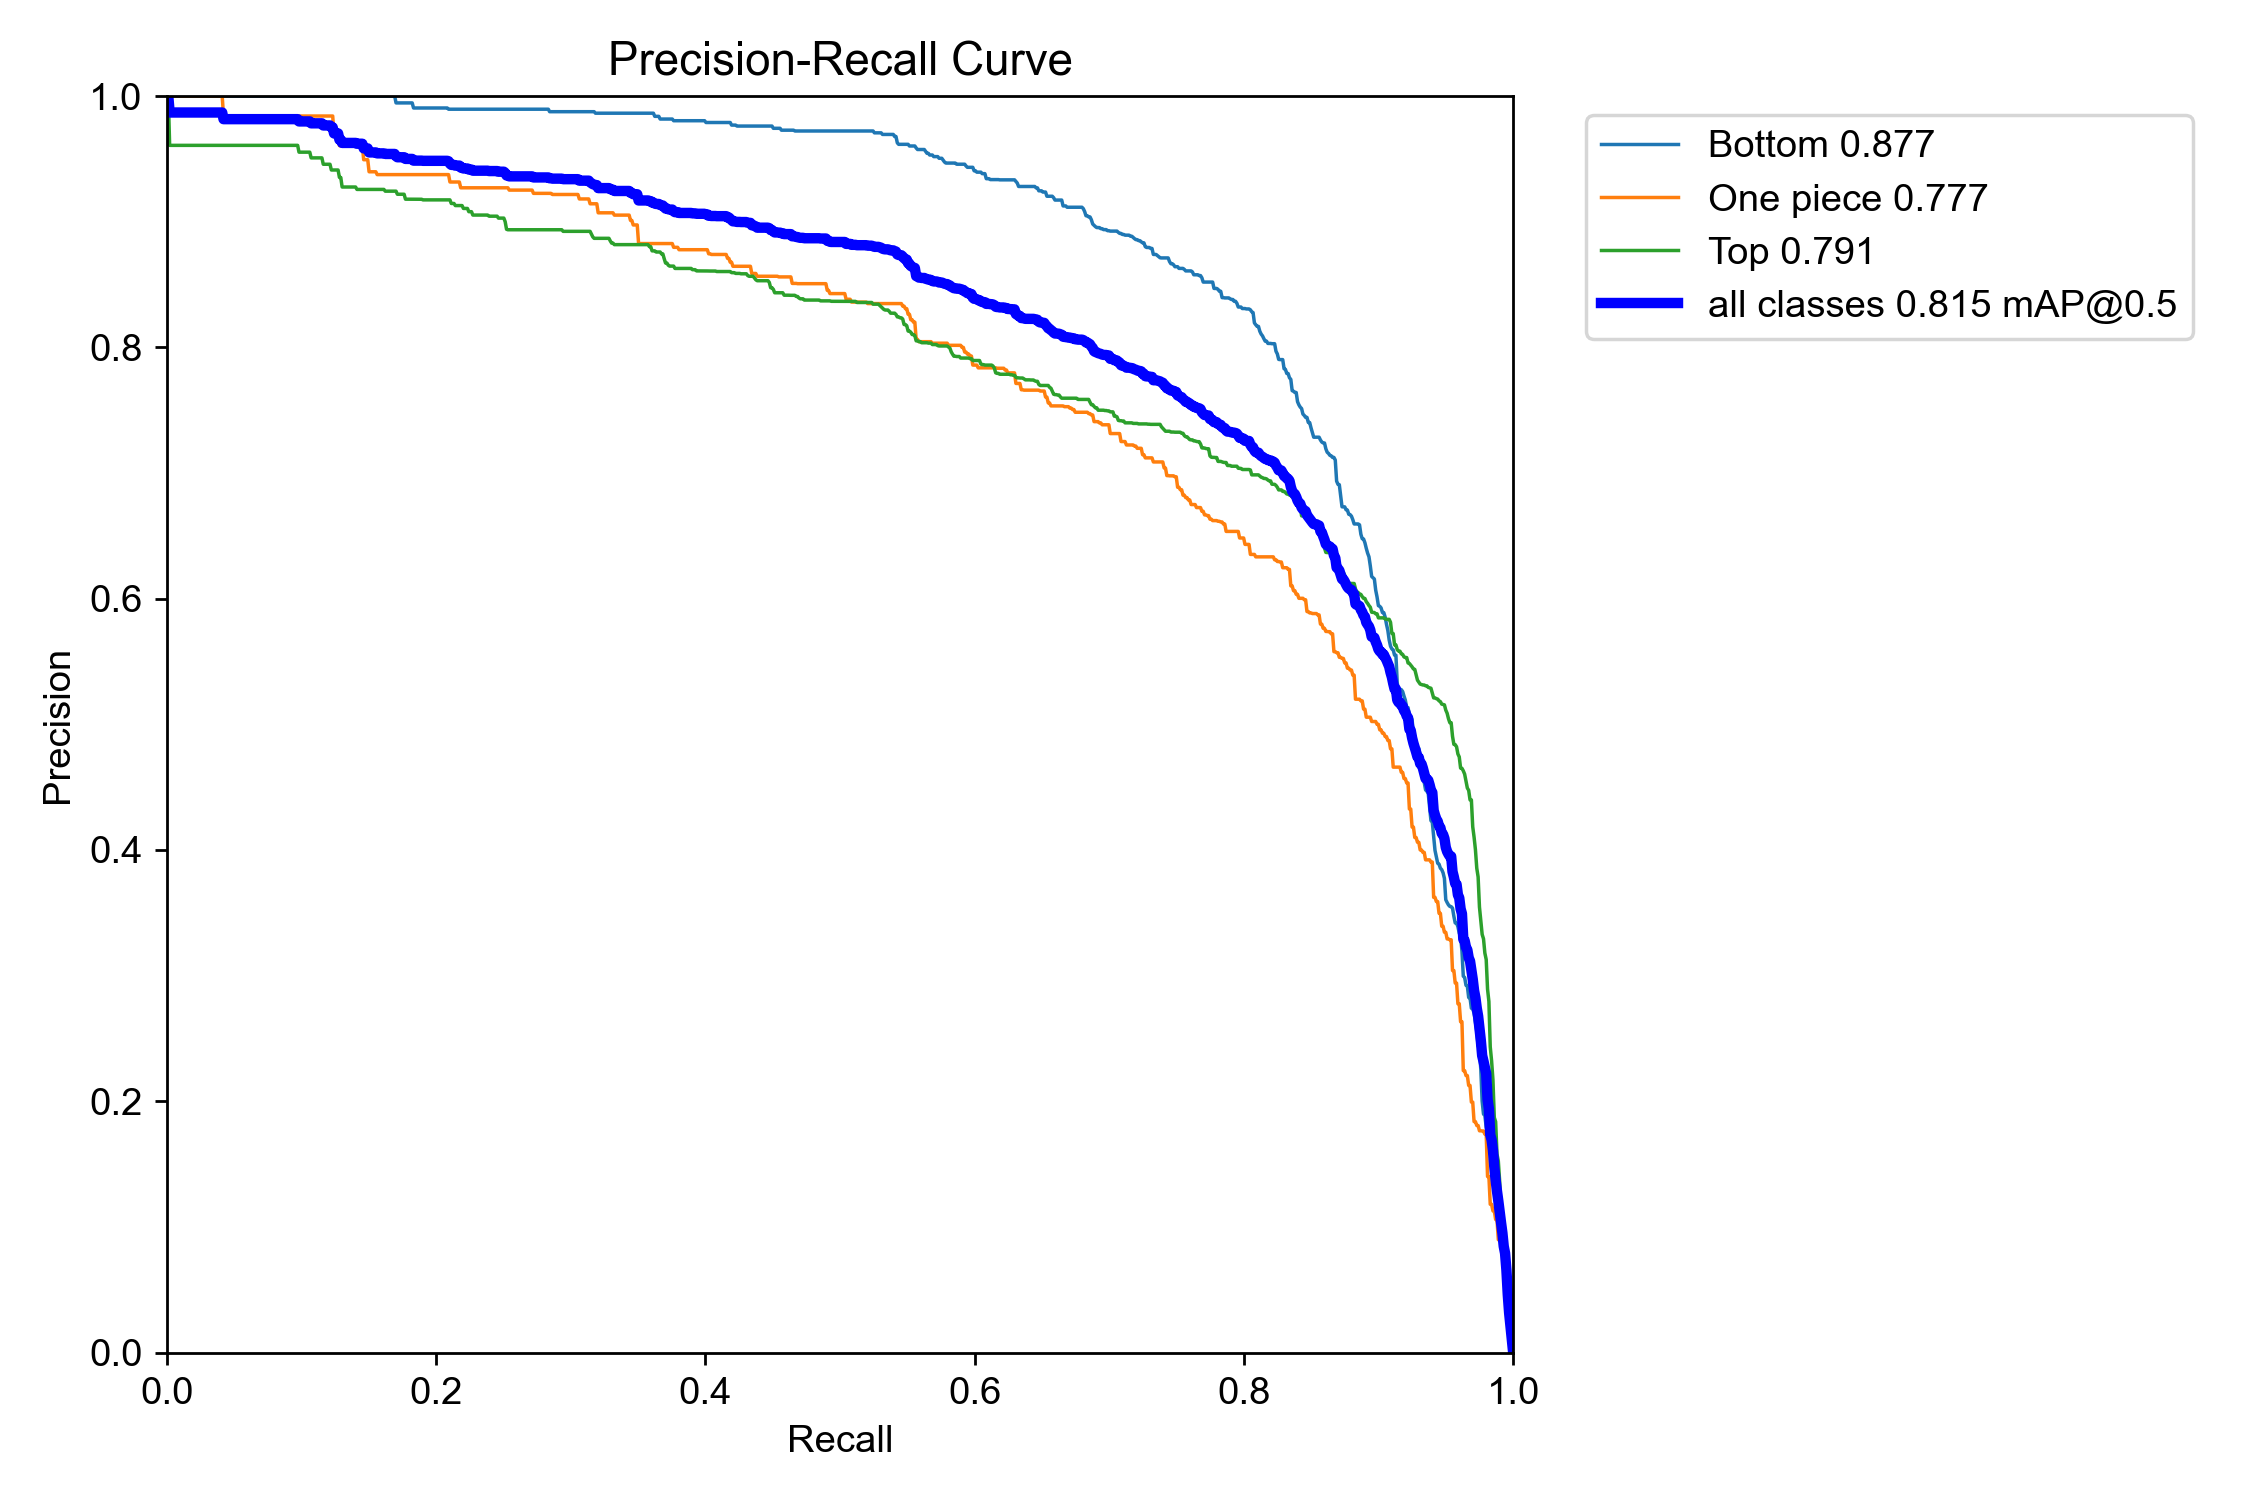 Precision-Recall Curve
1.0
0.8
0.6
0.4
0.2
0.0
Precision
0.0 0.2 0.4 0.6 0.8 1.0
Recall
Bottom 0.877
One piece 0.777
Top 0.791
all classes 0.815 mAP@0.5